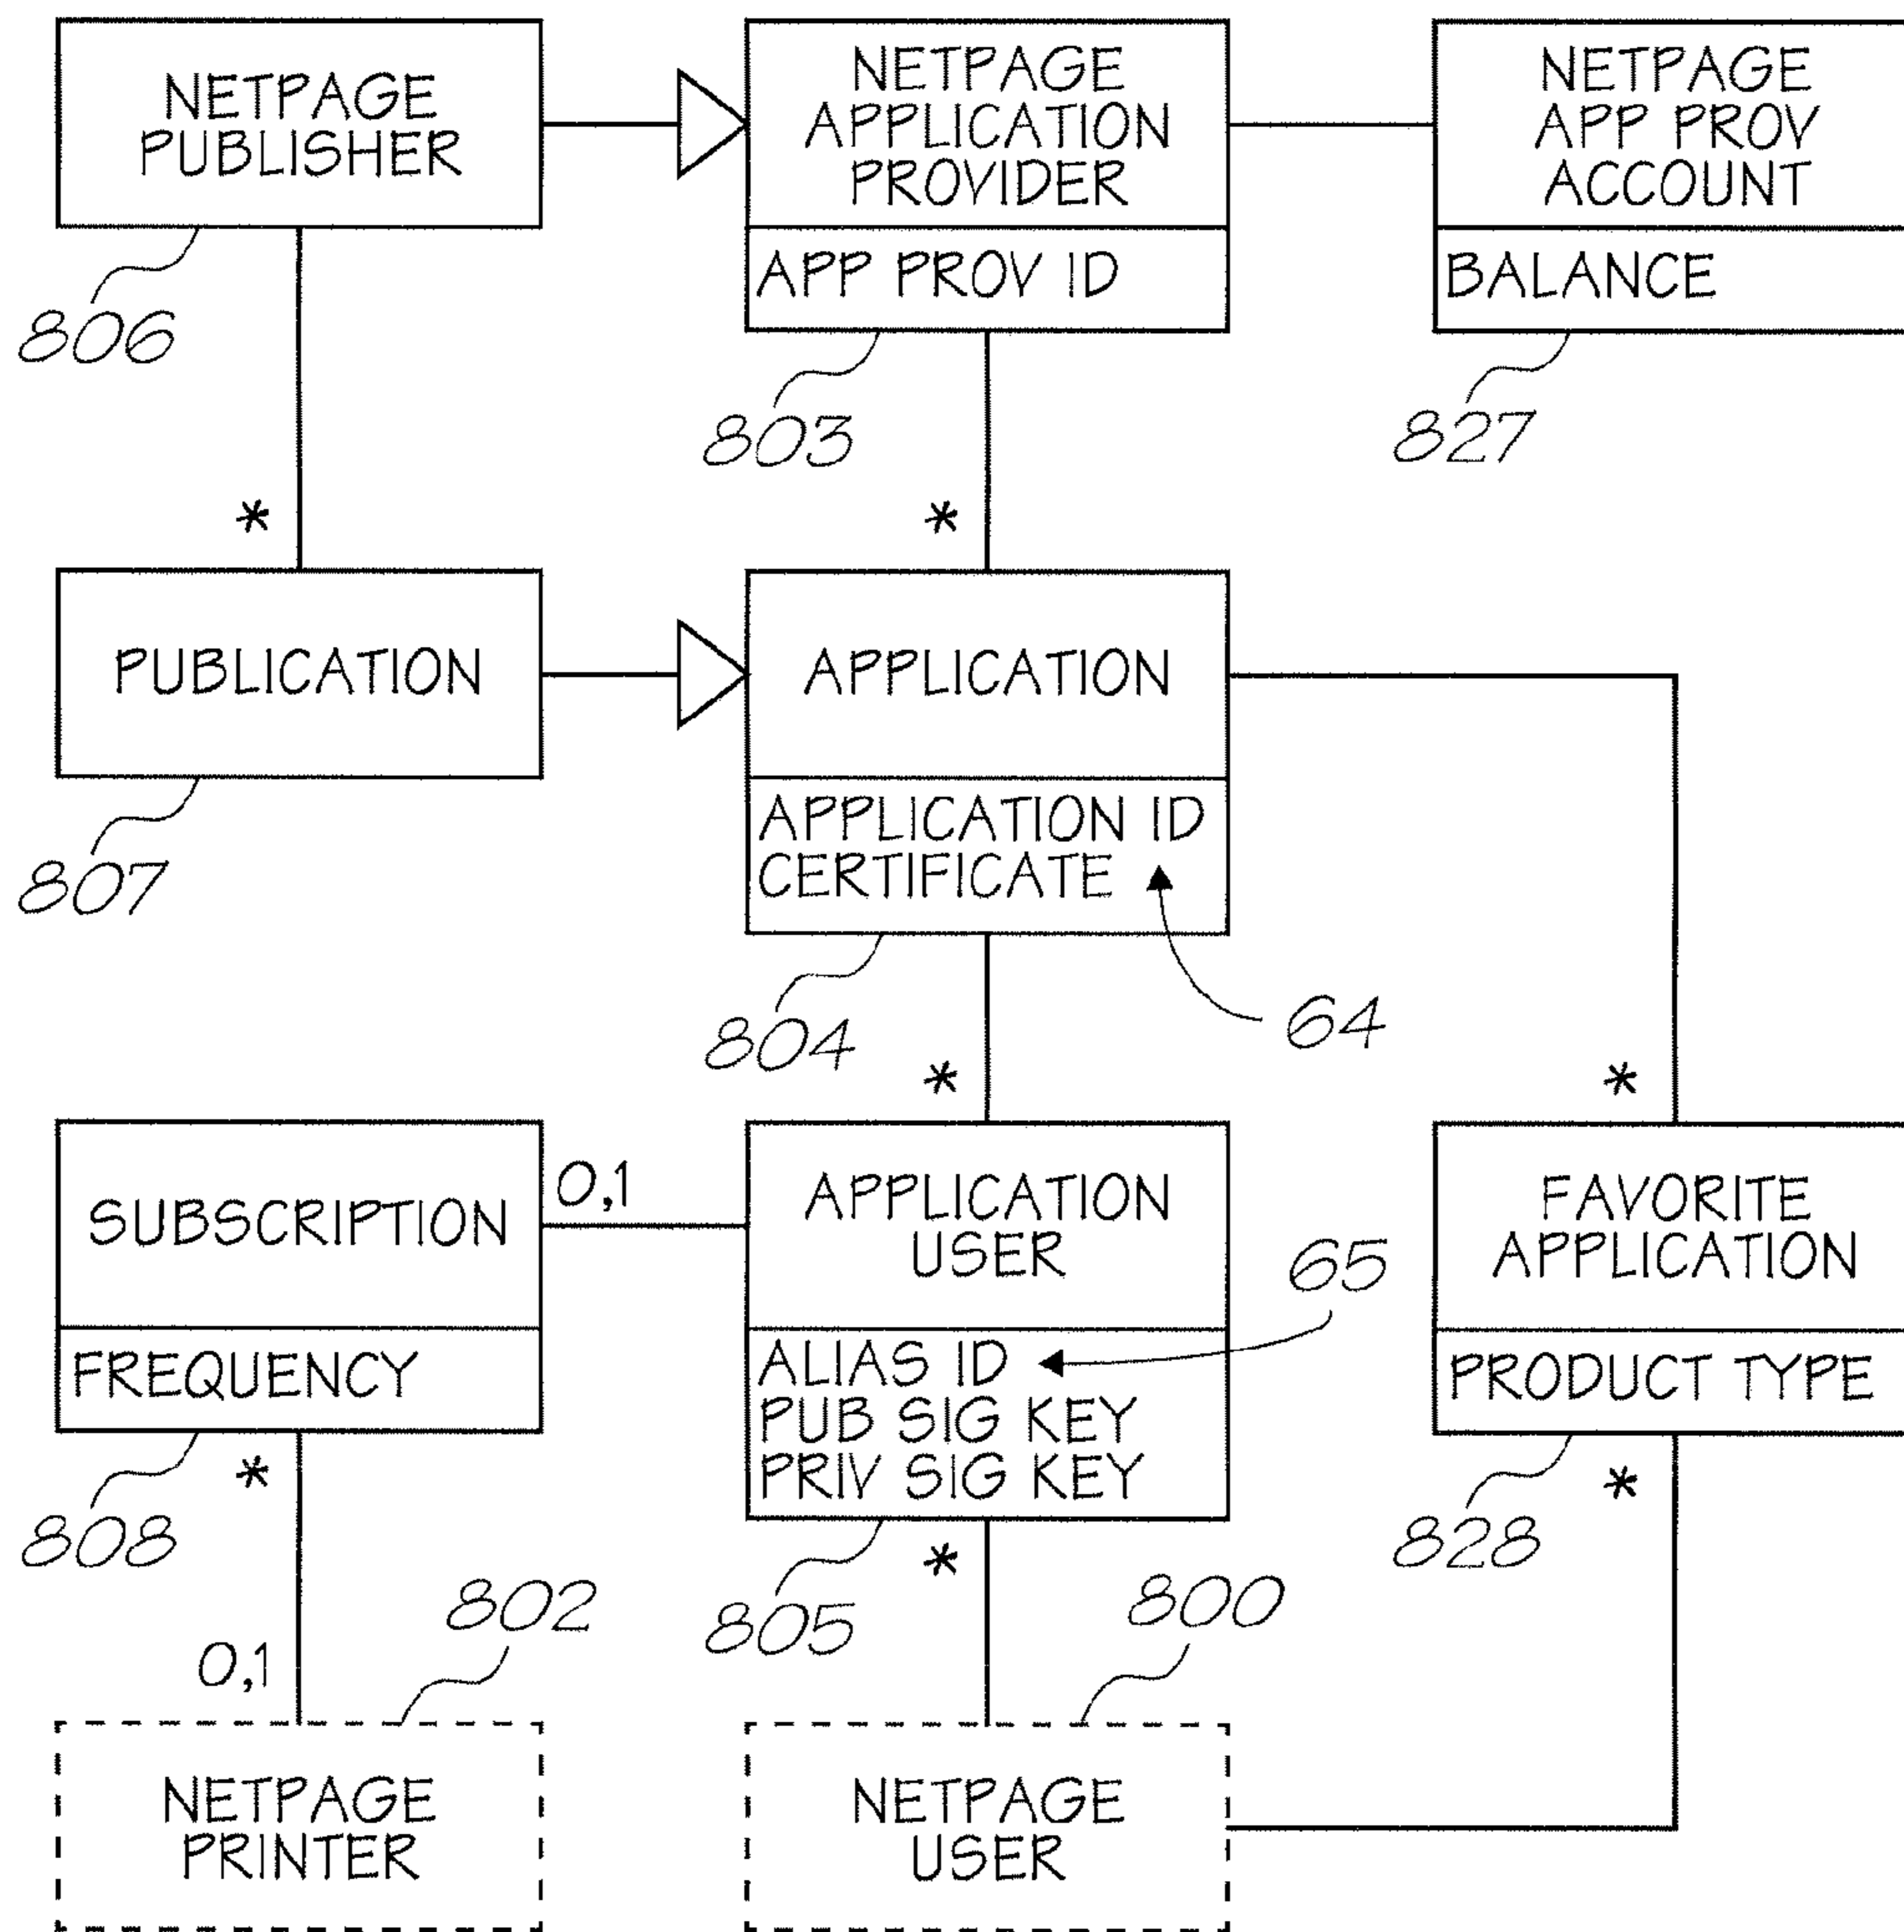 NETPAGE
PUBLISHER
806
NETPAGE
APPLICATION
PROVIDER
APP PROV ID
803
NETPAGE
APP PROV
ACCOUNT
BALANCE
827
*
*
PUBLICATION
807
APPLICATION
APPLICATION ID
CERTIFICATE
64
804
*
*
SUBSCRIPTION
FREQUENCY
808
0,1
APPLICATION
USER
ALIAS ID
PUB SIG KEY
PRIV SIG KEY
65
805
FAVORITE
APPLICATION
PRODUCT TYPE
828
*
*
*
0,1
802
800
NETPAGE
PRINTER
NETPAGE
USER